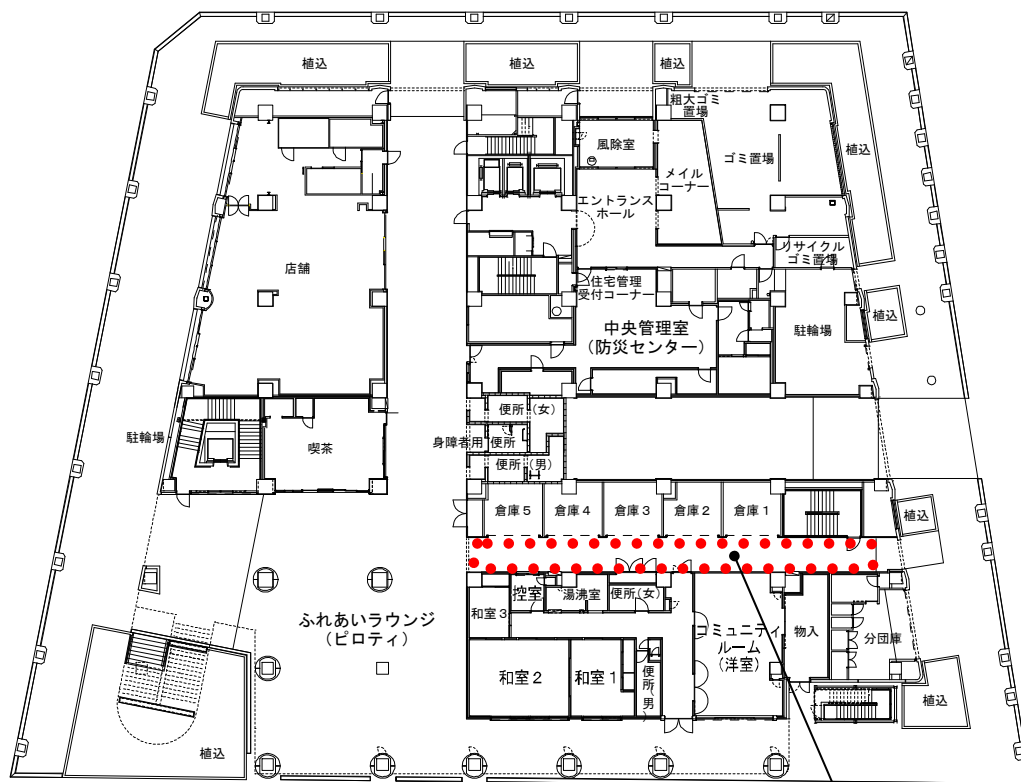 植込
植込
植込
粗大ゴミ
置場
風除室
ゴミ置場
メイル
コーナー
植込
エントランス
ホール
リサイクル
ゴミ置場
店舗
住宅管理
受付コーナー
植込
中央管理室
(防災センター)
駐輪場
便所(女)
駐輪場
喫茶
身障者用便所
便所(男)
倉庫5
倉庫4
倉庫3
倉庫2
倉庫1
植込
控室
湯沸室
便所(女)
和室3
ふれあいラウンジ
(ピロティ)
コミュニティ
ルーム
(洋室)
物入
分団庫
和室2
和室1
便所(男)
植込
植込